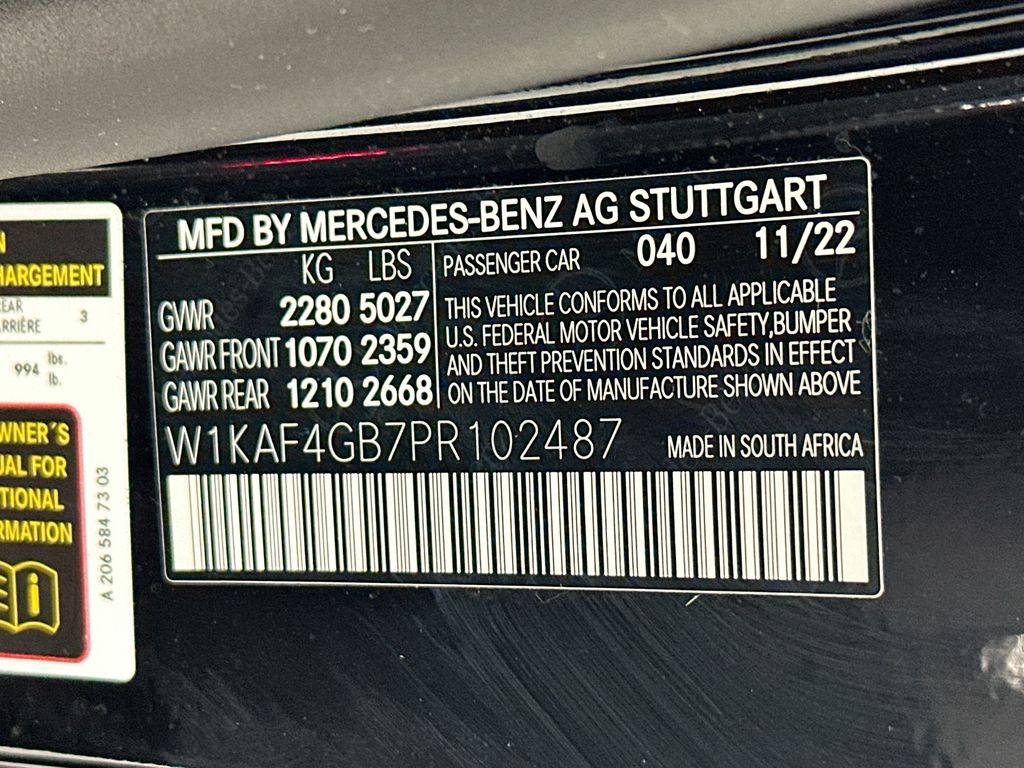 MFD BY MERCEDES-BENZ AG STUTTGART
KG LBS
GVWR 2280 5027
GAWR FRONT 1070 2359
GAWR REAR 1210 2668
PASSENGER CAR 040 11/22
THIS VEHICLE CONFORMS TO ALL APPLICABLE
U.S. FEDERAL MOTOR VEHICLE SAFETY,BUMPER
AND THEFT PREVENTION STANDARDS IN EFFECT
ON THE DATE OF MANUFACTURE SHOWN ABOVE
W1KAF4GB7PR102487 MADE IN SOUTH AFRICA
N
HARGEMENT
EAR
ARRIÈRE 3
994 lbs.
lb.
WNER´S
UAL FOR
TIONAL
RMATION
i
A 206 584 73 03